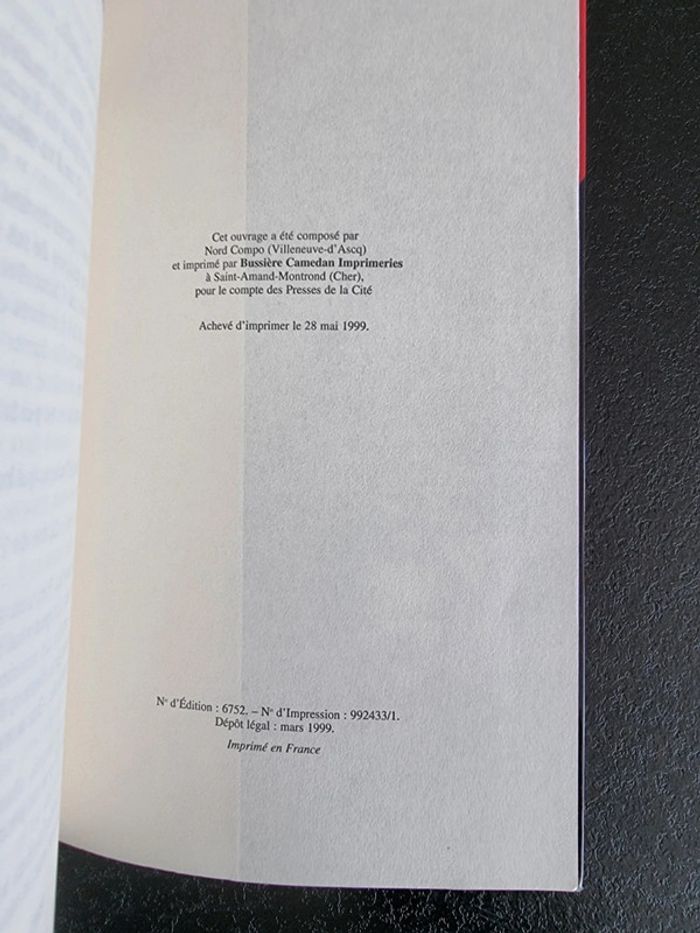 Cet ouvrage a été composé par
Nord Compo (Villeneuve-d'Ascq)
et imprimé par Bussière Camedan Imprimeries
à Saint-Amand-Montrond (Cher),
pour le compte des Presses de la Cité
Achevé d'imprimer le 28 mai 1999.
Nº d'Édition : 6752. – Nº d'Impression : 992433/1.
Dépôt légal : mars 1999.
Imprimé en France